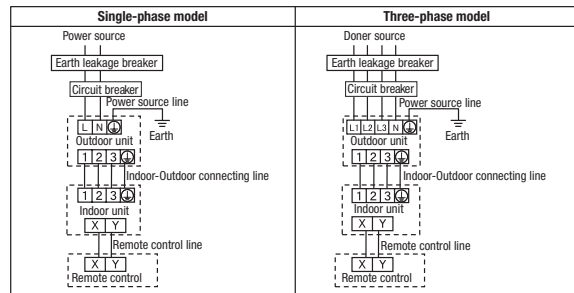 Single-phase model
Power source
Earth leakage breaker
Circuit breaker
Power source line
L N
Earth
Outdoor unit
1 2 3
Indoor-Outdoor connecting line
1 2 3
Indoor unit
X Y
Remote control line
X Y
Remote control
Three-phase model
Doner source
Earth leakage breaker
Circuit breaker
Power source line
L1 L2 L3 N
Earth
Outdoor unit
1 2 3
Indoor-Outdoor connecting line
1 2 3
Indoor unit
X Y
Remote control line
X Y
Remote control